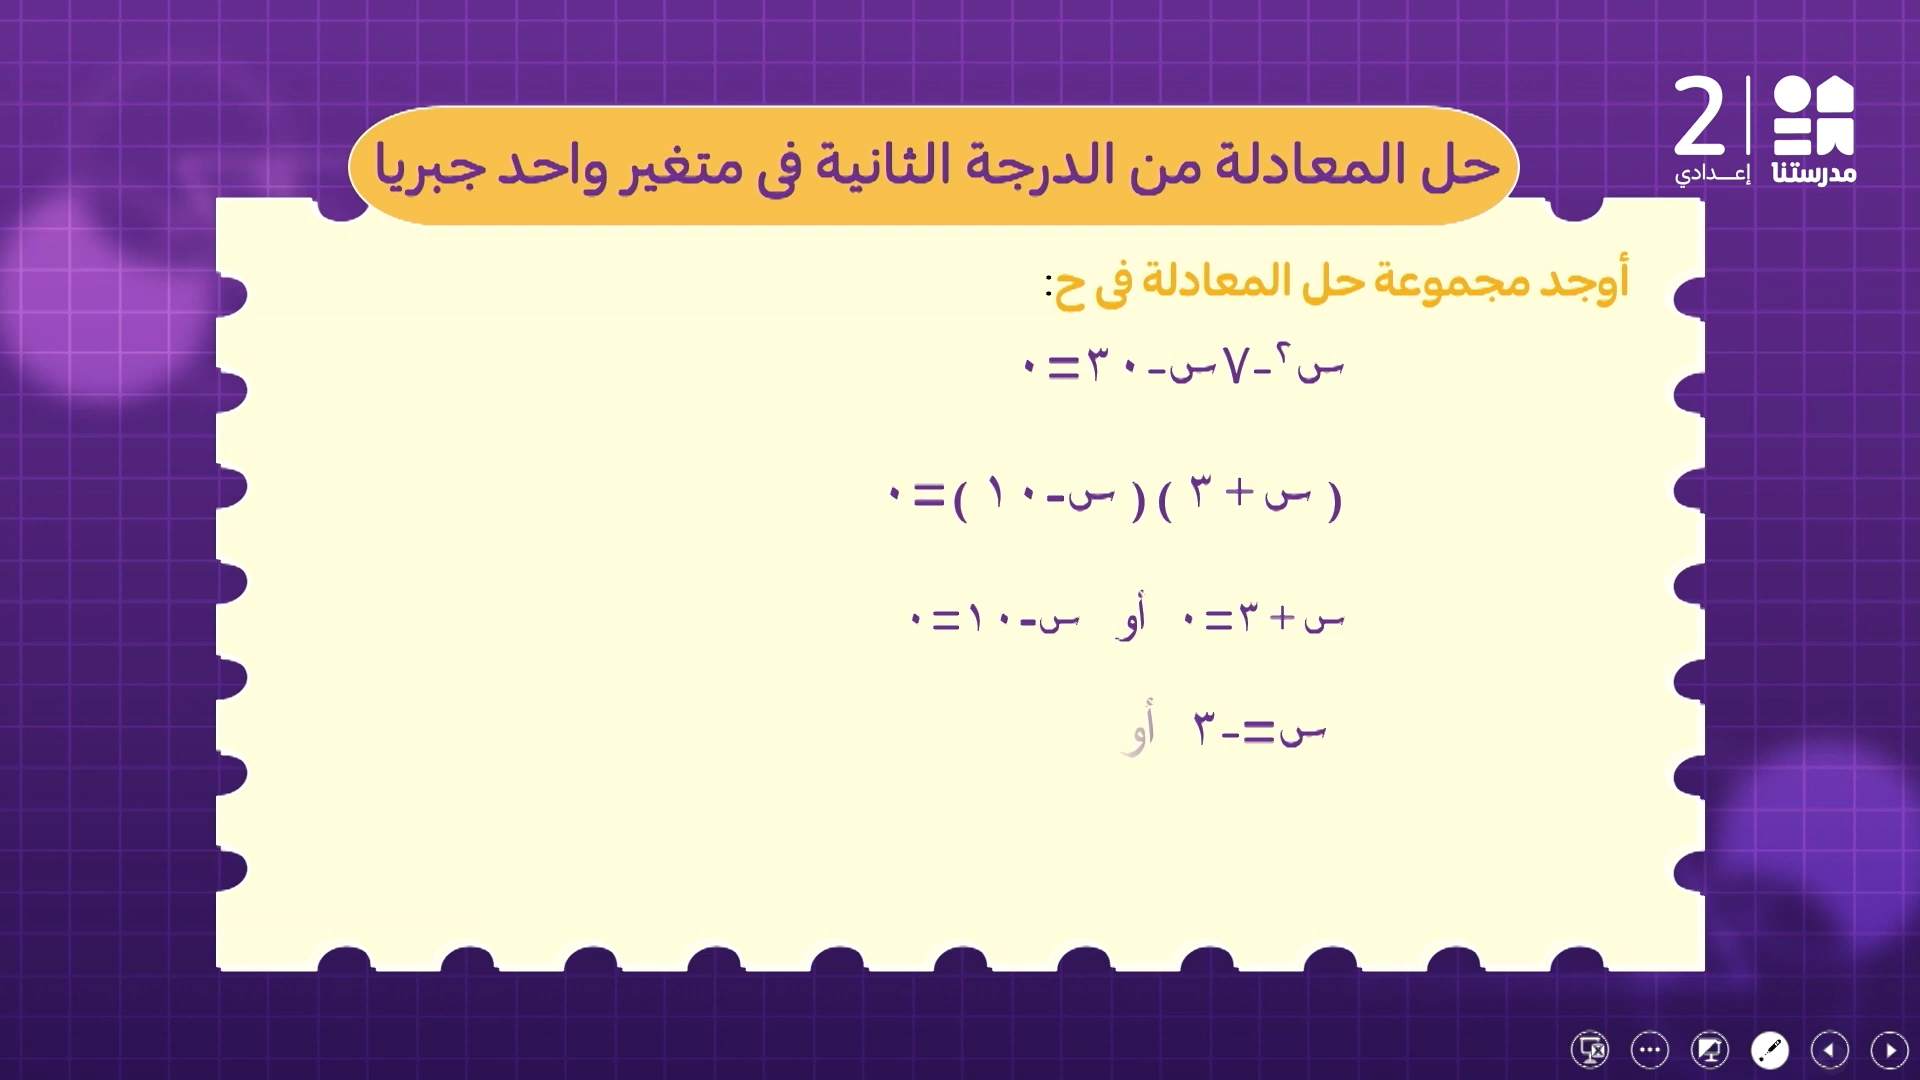 مدرستنا 2 إعـــدادي
حل المعادلة من الدرجة الثانية فى متغير واحد جبريا
أوجد مجموعة حل المعادلة فى ح:
س٢-٧س-٣٠=٠
( س + ٣ ) ( س-١٠ )=٠
س + ٣=٠ أو س-١٠=٠
س=-٣ أو